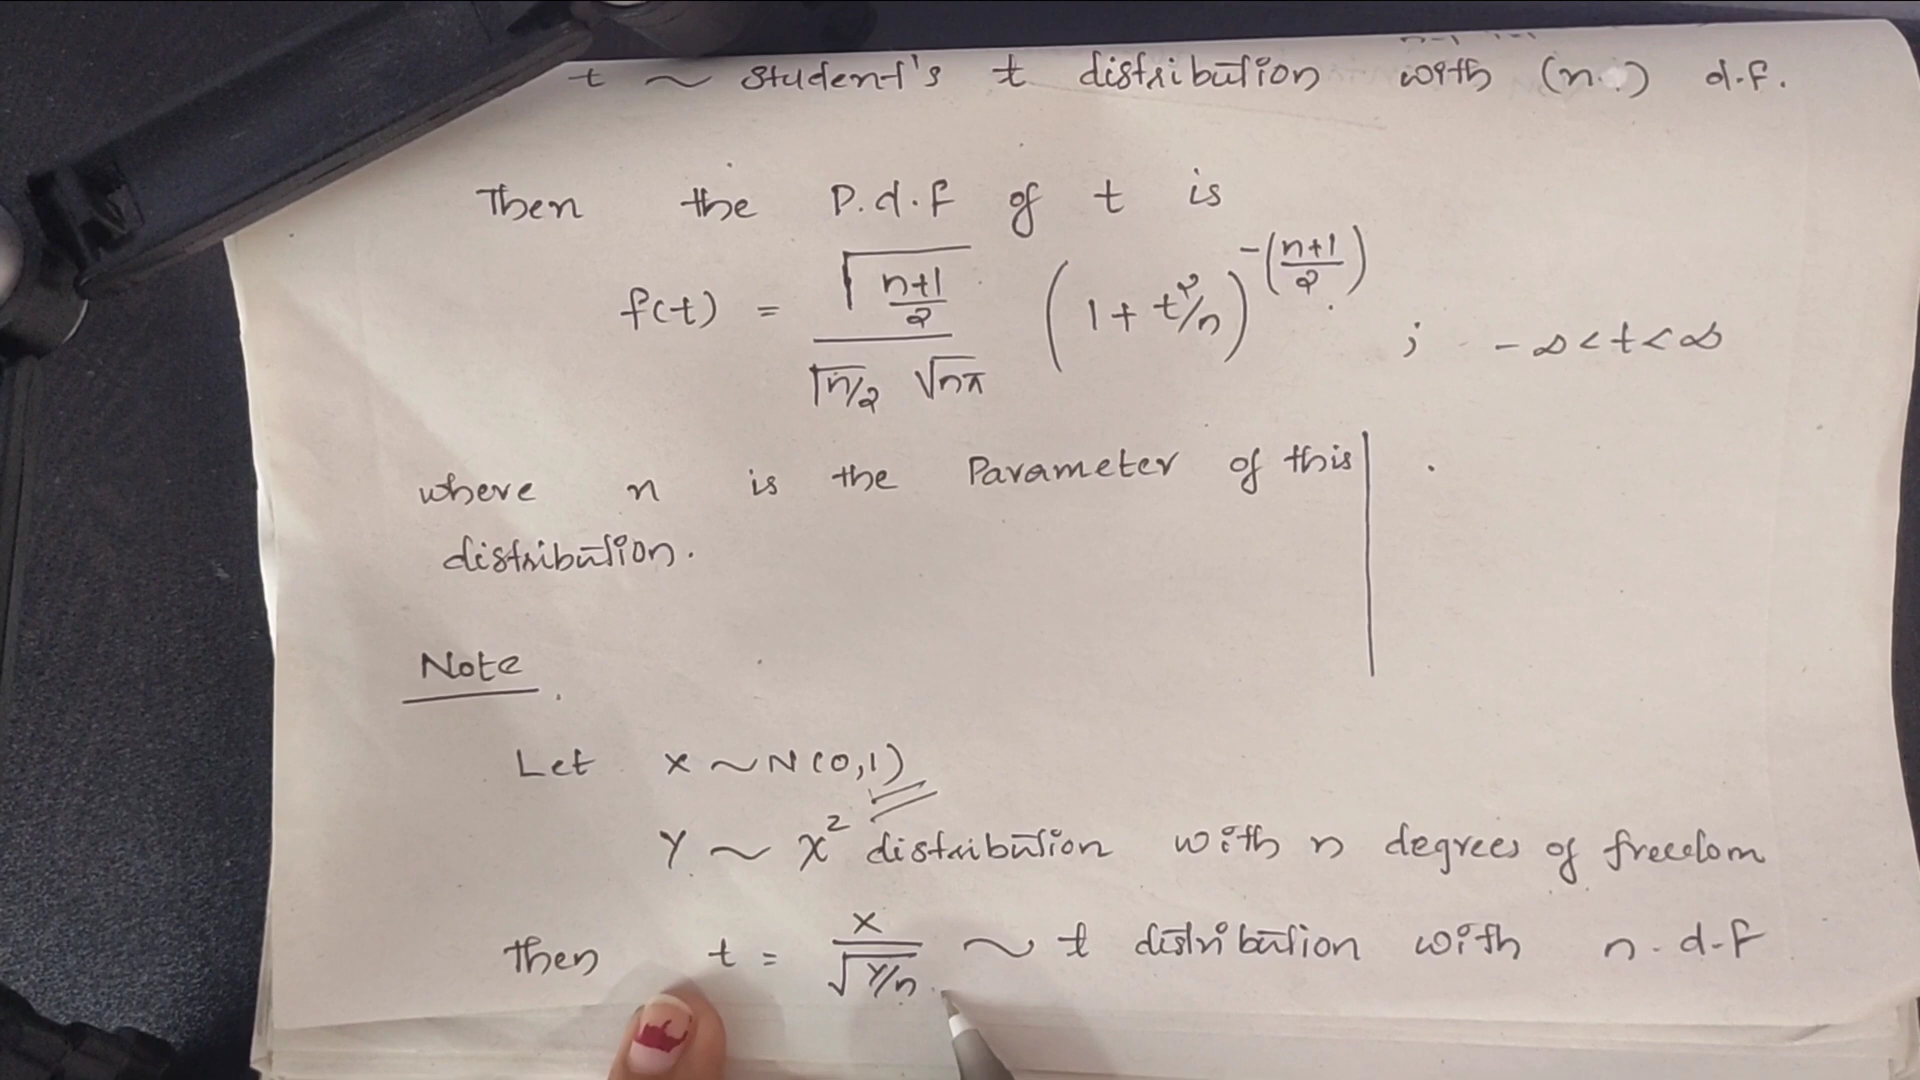 t ~ Student's t distribution with (n ) d.f.
Then the P.d.f of t is
f(t) = Γ(n+1)/2 / Γn/2 √nπ (1 + t²/n)^-((n+1)/2) ; -∞<t<∞
where n is the Parameter of this
distribution.
Note
Let x ~ N(0,1)
Y ~ X² distribution with n degrees of freedom
Then t = X/√Y/n ~ t distribution with n.d.f